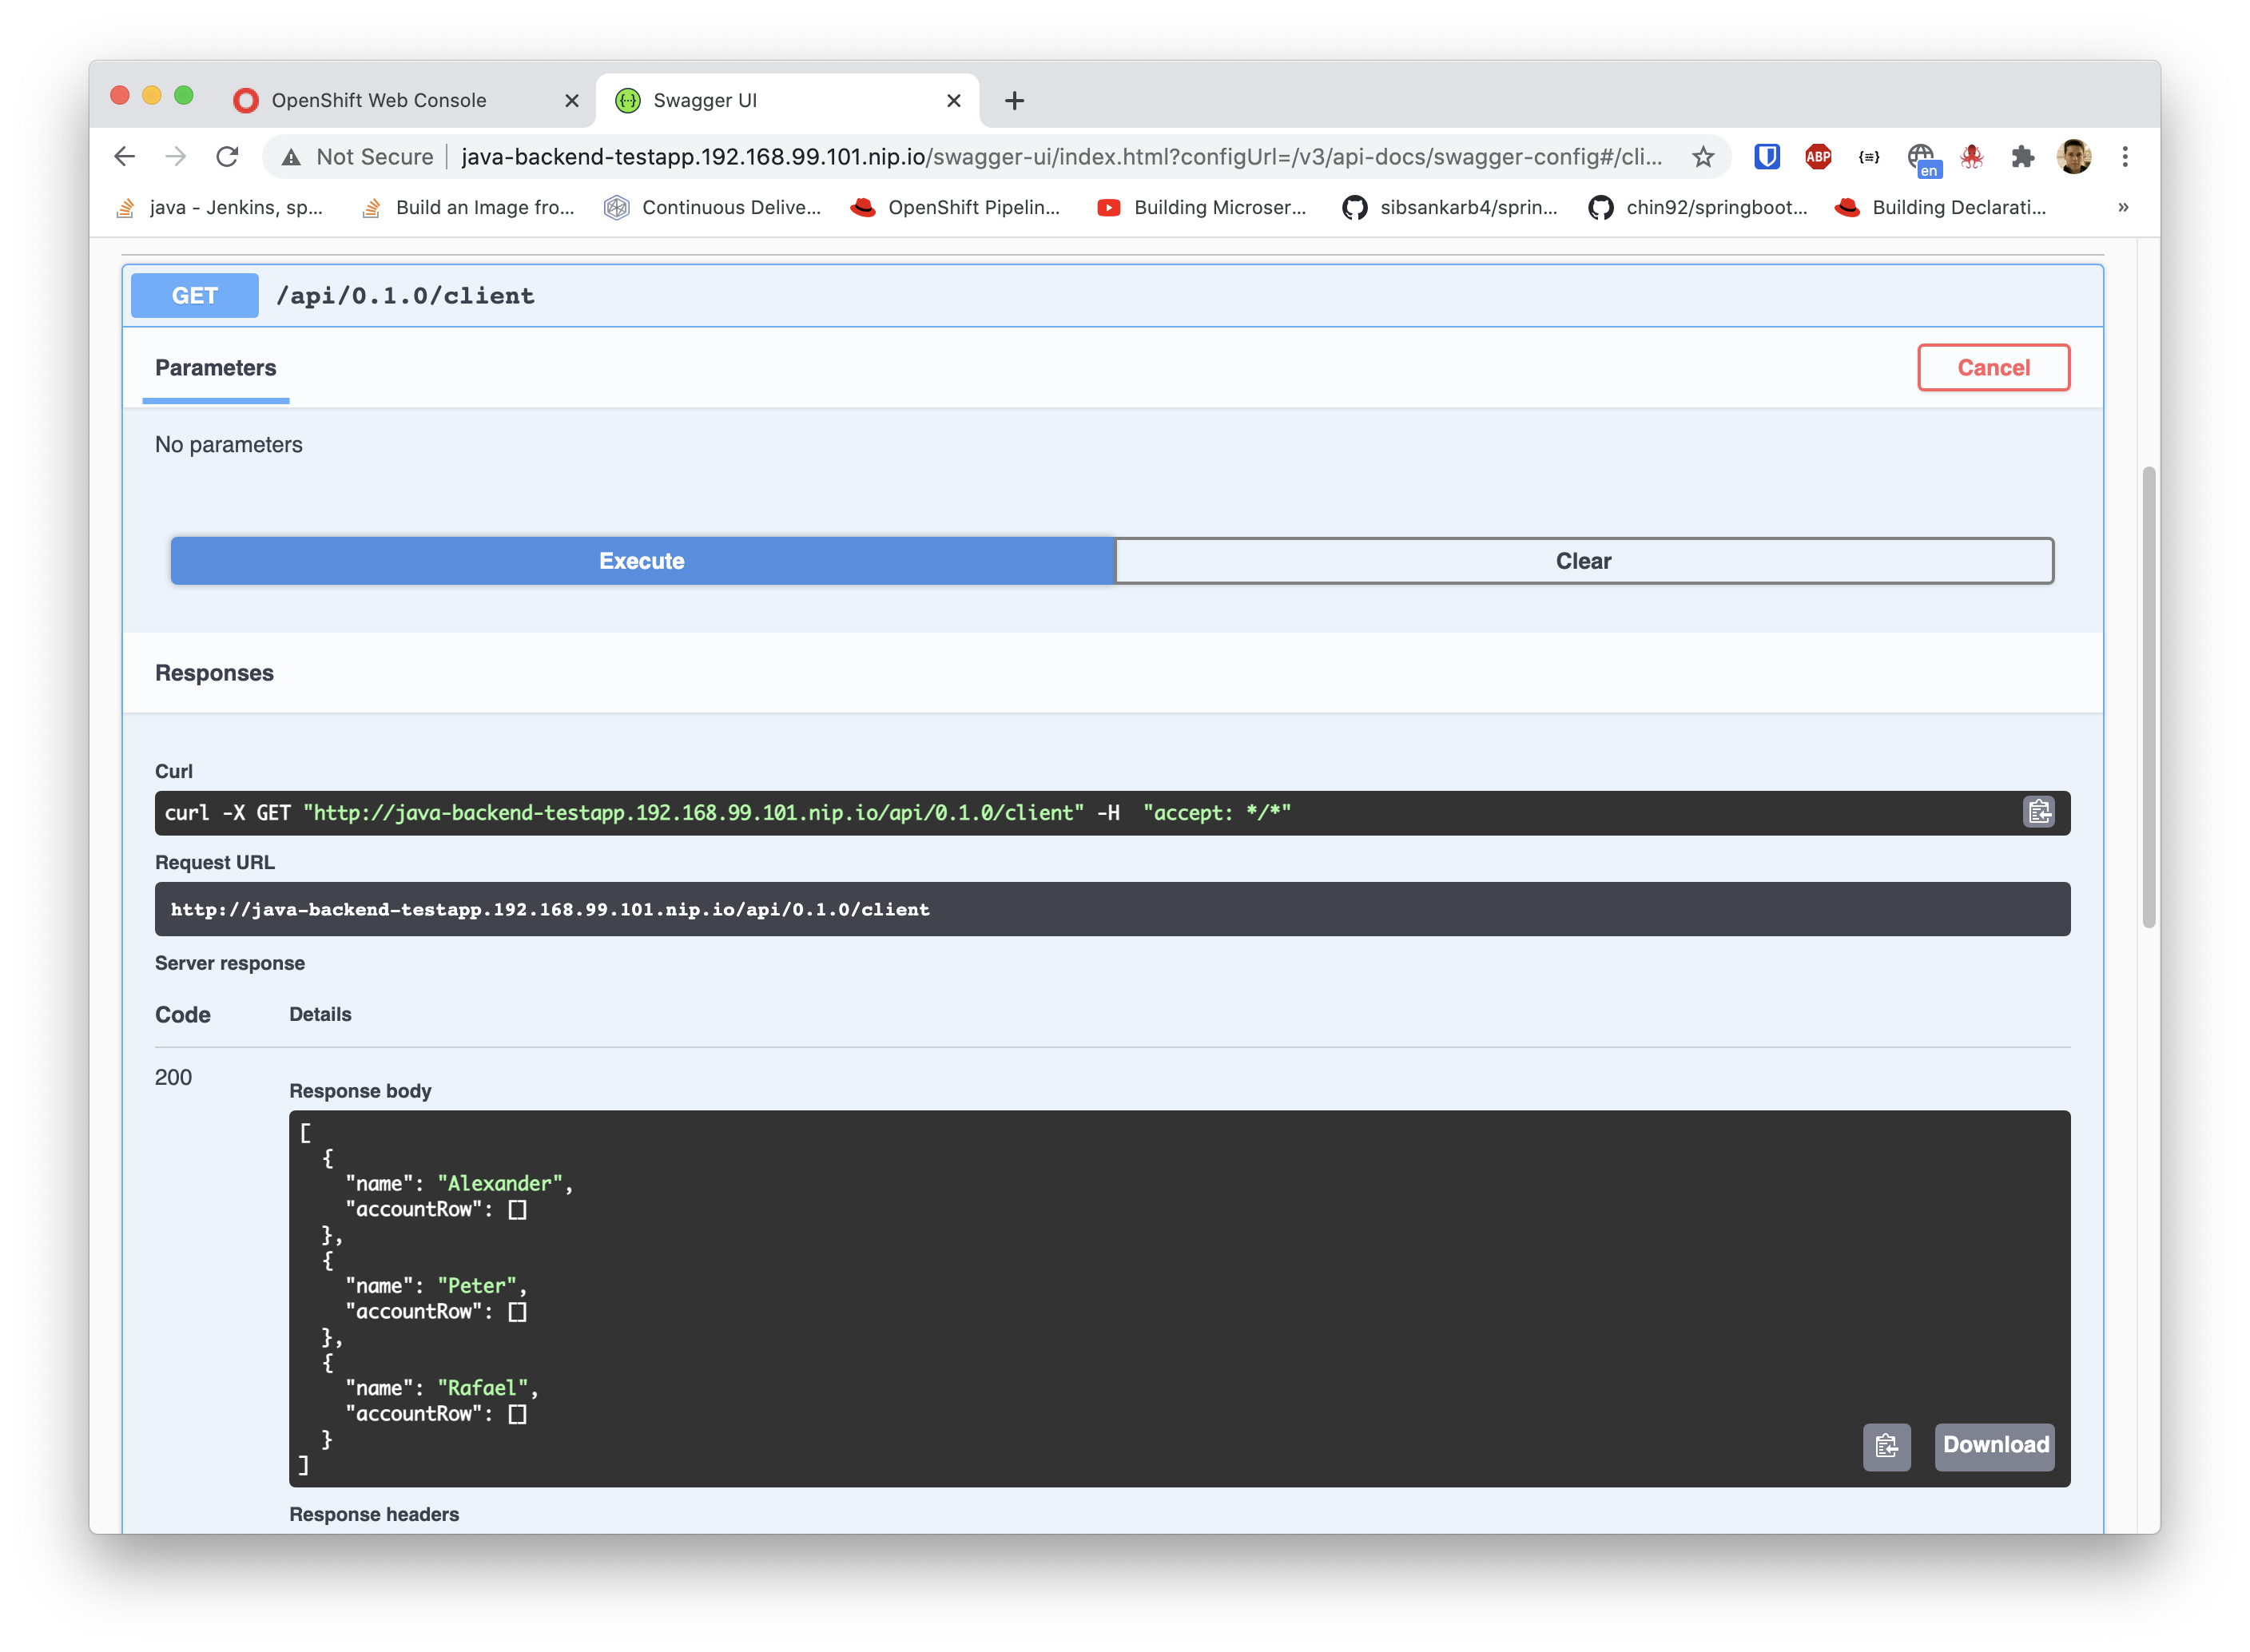 OpenShift Web Console
Swagger UI
Not Secure java-backend-testapp.192.168.99.101.nip.io/swagger-ui/index.html?configUrl=/v3/api-docs/swagger-config#/cli...
ABP
en
java - Jenkins, sp...
Build an Image fro...
Continuous Delive...
OpenShift Pipelin...
Building Microser...
sibsankarb4/sprin...
chin92/springboot...
Building Declarati...
»
GET /api/0.1.0/client
Parameters
Cancel
No parameters
Execute
Clear
Responses
Curl
curl -X GET "http://java-backend-testapp.192.168.99.101.nip.io/api/0.1.0/client" -H  "accept: */*"
Request URL
http://java-backend-testapp.192.168.99.101.nip.io/api/0.1.0/client
Server response
Code Details
200
Response body
[
  {
    "name": "Alexander",
    "accountRow": []
  },
  {
    "name": "Peter",
    "accountRow": []
  },
  {
    "name": "Rafael",
    "accountRow": []
  }
]
Download
Response headers